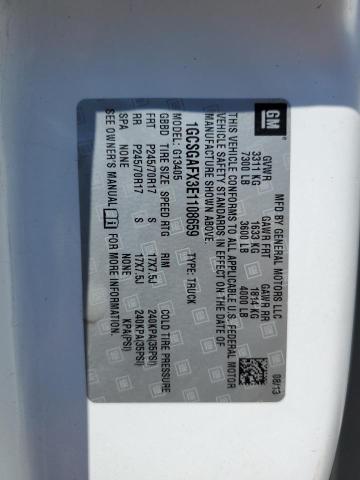 GM
MFD BY GENERAL MOTORS LLC
08/13
GVWR GAWR FRT GAWR RR
3311 KG 1633 KG 1814 KG
7300 LB 3600 LB 4000 LB
THIS VEHICLE CONFORMS TO ALL APPLICABLE U.S. FEDERAL MOTOR
VEHICLE SAFETY STANDARDS IN EFFECT ON THE DATE OF
MANUFACTURE SHOWN ABOVE.
1GCSGAFX3E1108659 TYPE: TRUCK
MODEL: G13405
GBBD TIRE SIZE SPEED RTG RIM COLD TIRE PRESSURE
FRT P245/70R17 S 17X7.5J 240KPA(35PSI)
RR P245/70R17 S 17X7.5J 240KPA(35PSI)
SPA NONE NONE KPA(PSI)
SEE OWNER'S MANUAL FOR MORE INFORMATION.